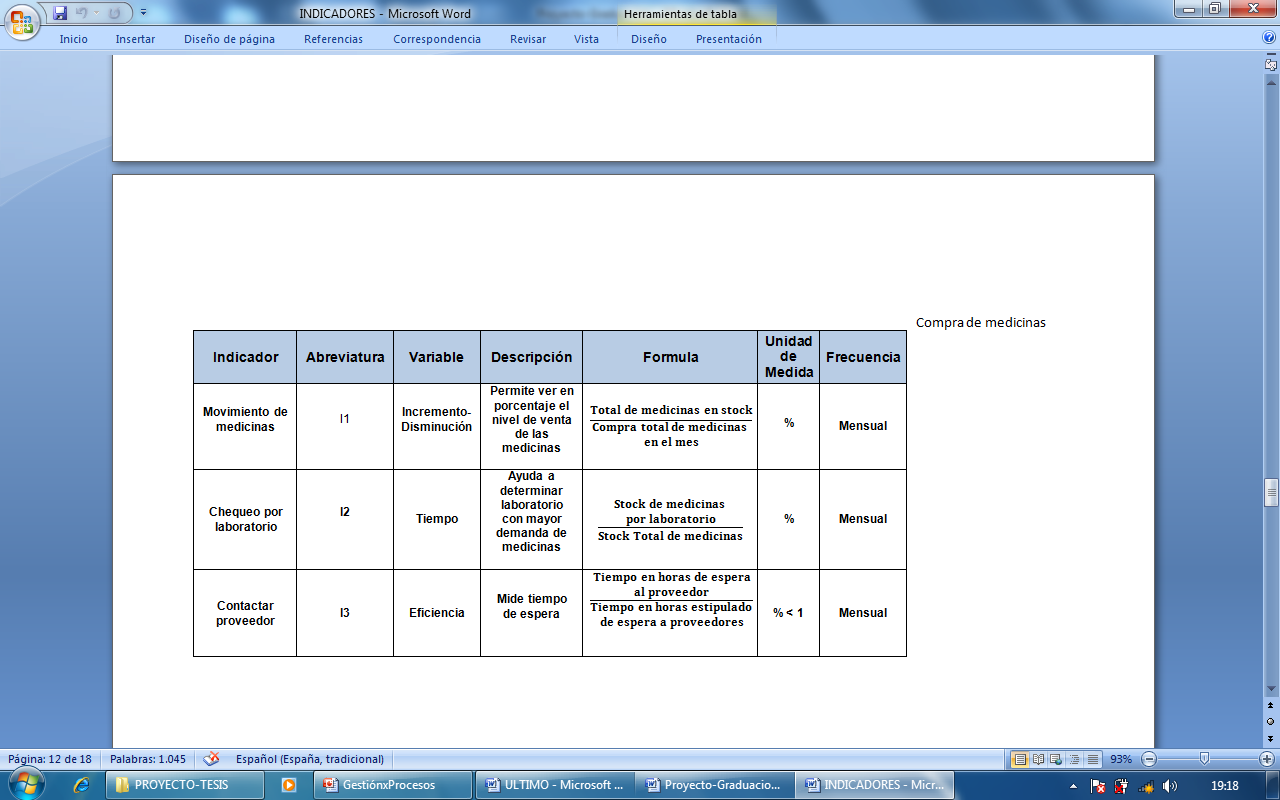 INDICADORES - Microsoft Word
Herramientas de tabla
Inicio Insertar Diseño de página Referencias Correspondencia Revisar Vista Diseño Presentación
Compra de medicinas
Indicador Abreviatura Variable Descripción Formula Unidad de Medida Frecuencia
Movimiento de
medicinas
I1
Incremento-
Disminución
Permite ver en
porcentaje el
nivel de venta
de las
medicinas
Total de medicinas en stock
Compra total de medicinas
en el mes
%
Mensual
Chequeo por
laboratorio
I2
Tiempo
Ayuda a
determinar
laboratorio
con mayor
demanda de
medicinas
Stock de medicinas
por laboratorio
Stock Total de medicinas
%
Mensual
Contactar
proveedor
I3
Eficiencia
Mide tiempo
de espera
Tiempo en horas de espera
al proveedor
Tiempo en horas estipulado
de espera a proveedores
% < 1
Mensual
Página: 12 de 18 Palabras: 1.045 Español (España, tradicional) 93%
PROYECTO-TESIS GestiónxProcesos ULTIMO - Microsoft ... Proyecto-Graduacio... INDICADORES - Micr... 19:18